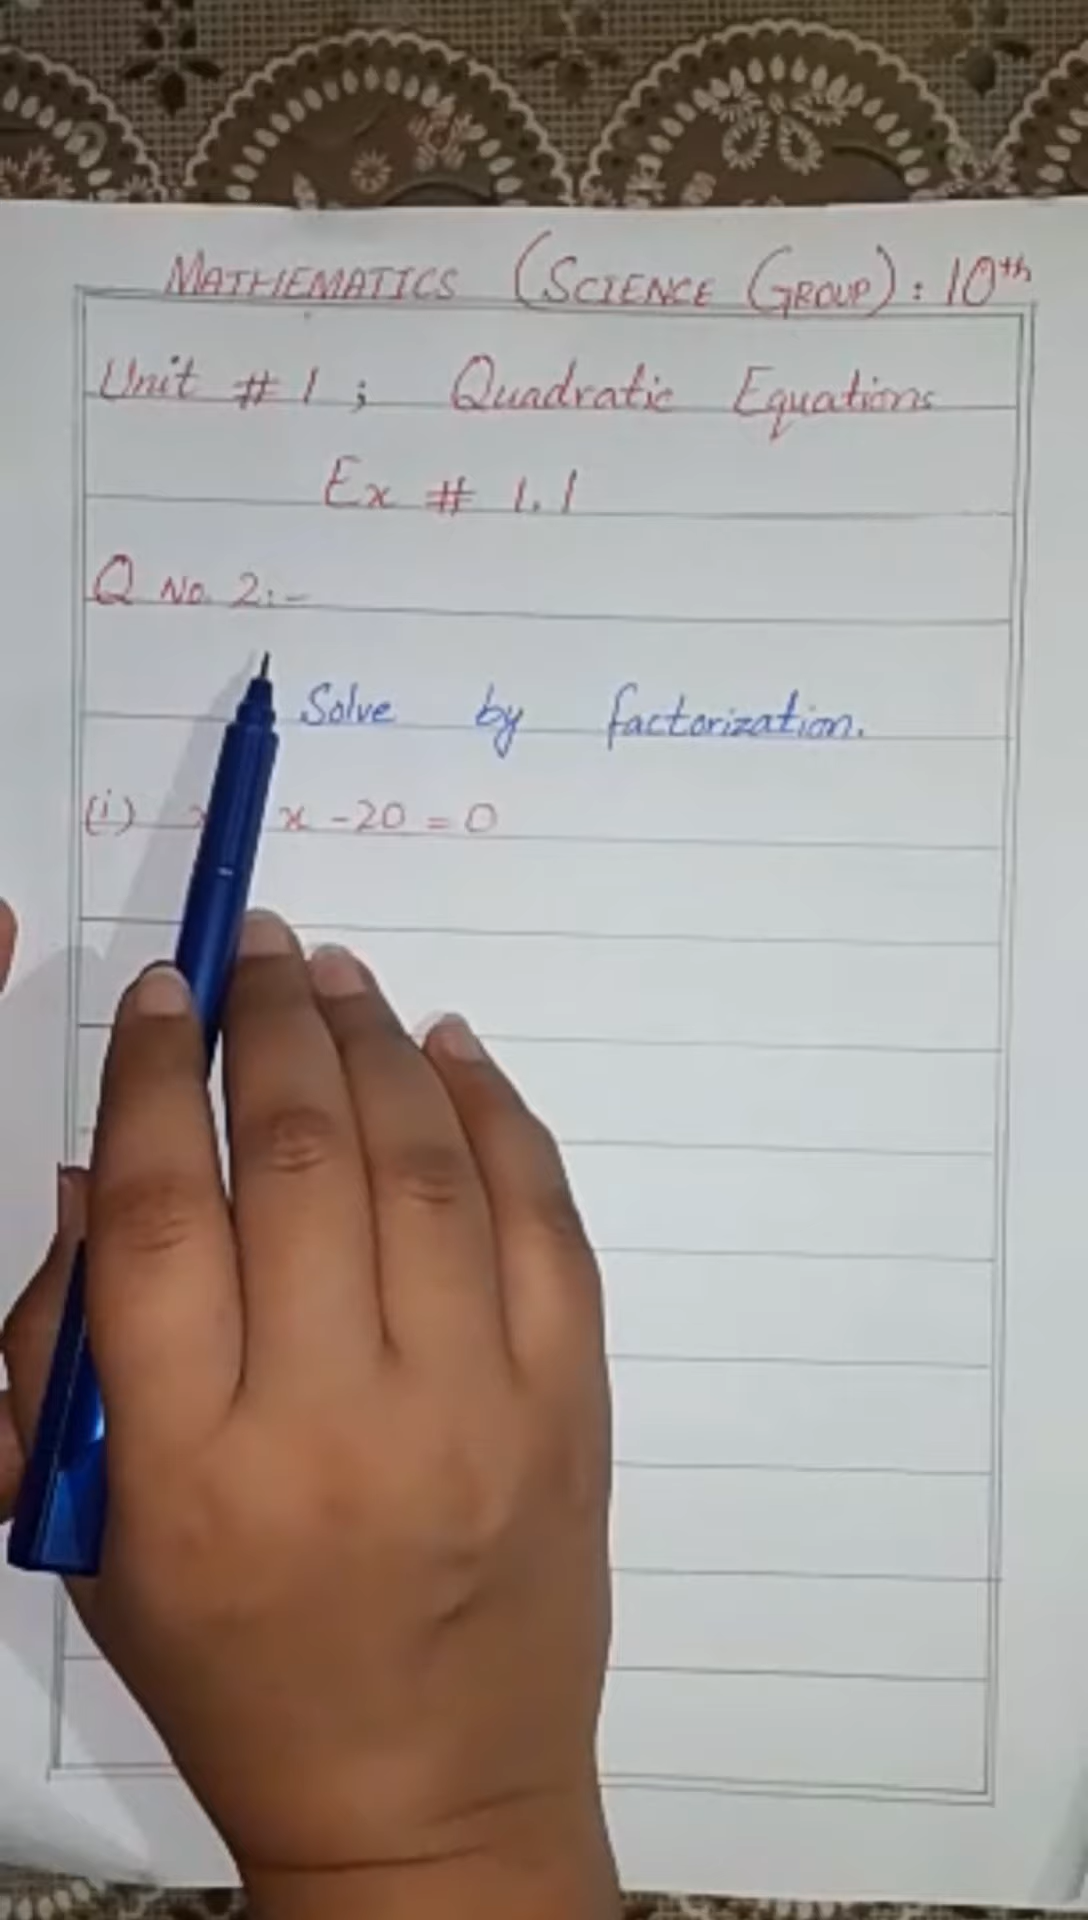 MATHEMATICS (SCIENCE GROUP): 10th
Unit # 1 ; Quadratic Equations
Ex # 1.1
Q No. 2:-
Solve by factorization.
(i) x x - 20 = 0